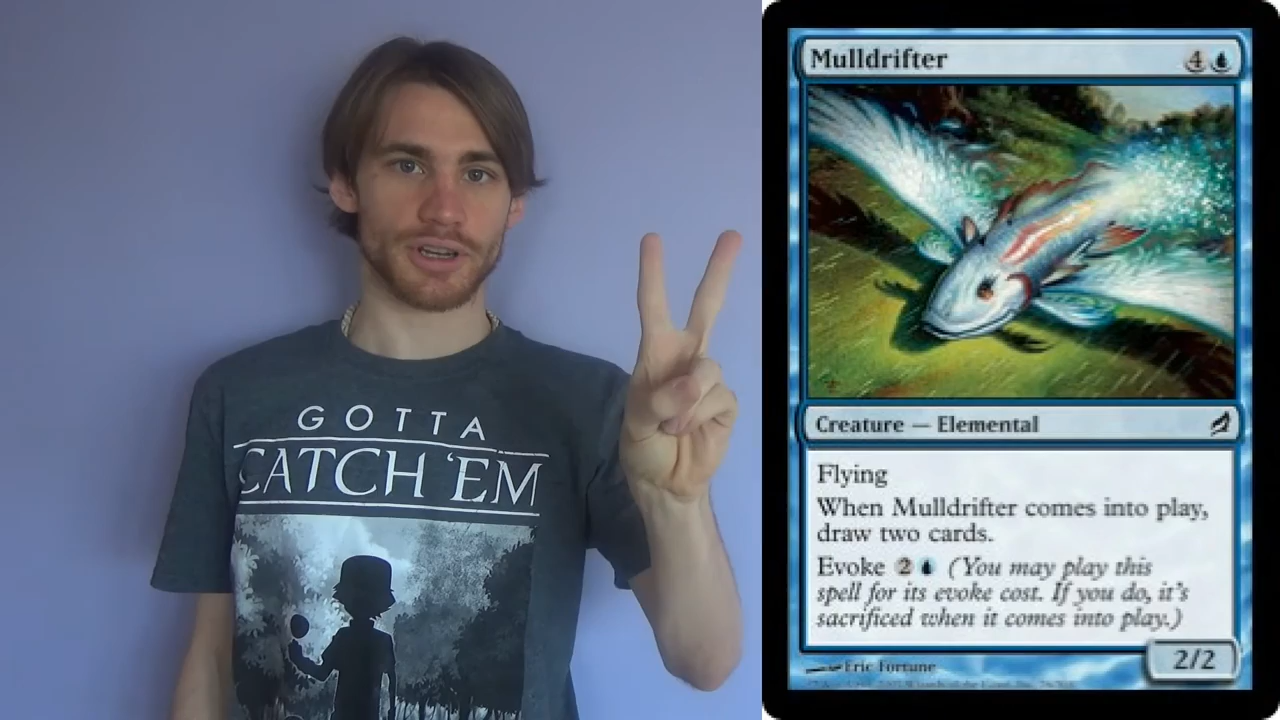 GOTTA
CATCH 'EM
Mulldrifter 4
Creature — Elemental
Flying
When Mulldrifter comes into play,
draw two cards.
Evoke 2 (You may play this
spell for its evoke cost. If you do, it's
sacrificed when it comes into play.)
2/2
Eric Fortune